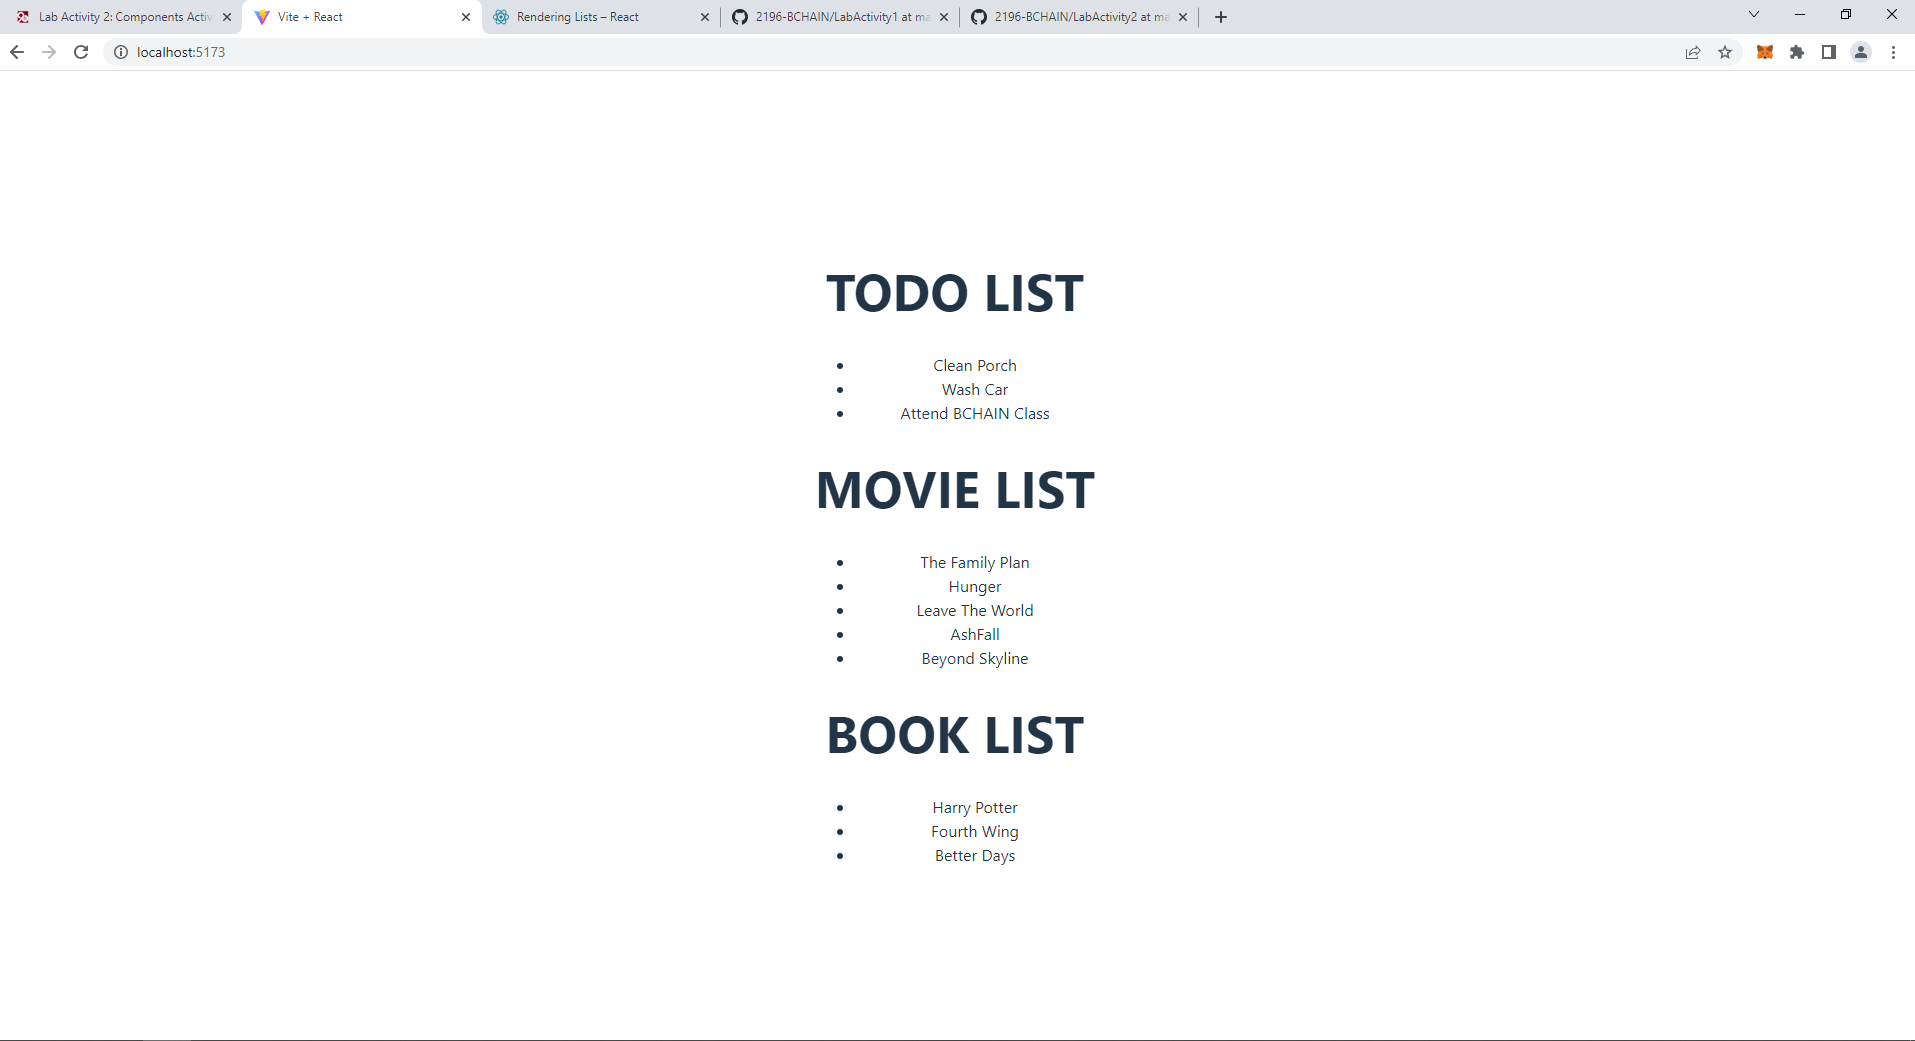 Lab Activity 2: Components Activ
Vite + React
Rendering Lists – React
2196-BCHAIN/LabActivity1 at ma
2196-BCHAIN/LabActivity2 at ma
localhost:5173
TODO LIST
Clean Porch
Wash Car
Attend BCHAIN Class
MOVIE LIST
The Family Plan
Hunger
Leave The World
AshFall
Beyond Skyline
BOOK LIST
Harry Potter
Fourth Wing
Better Days